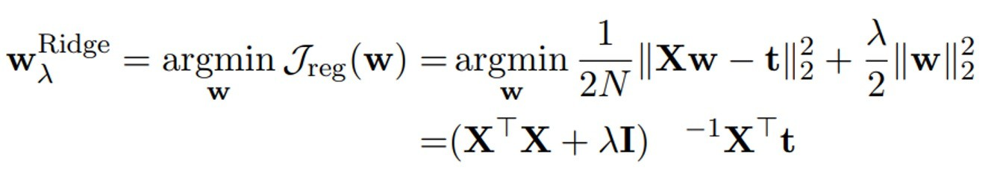 w_λ^Ridge = argmin_w 𝒥_reg(w) = argmin_w 1/2N ‖Xw − t‖₂² + λ/2 ‖w‖₂²
=(X^⊤X + λI) ^−1 X^⊤t